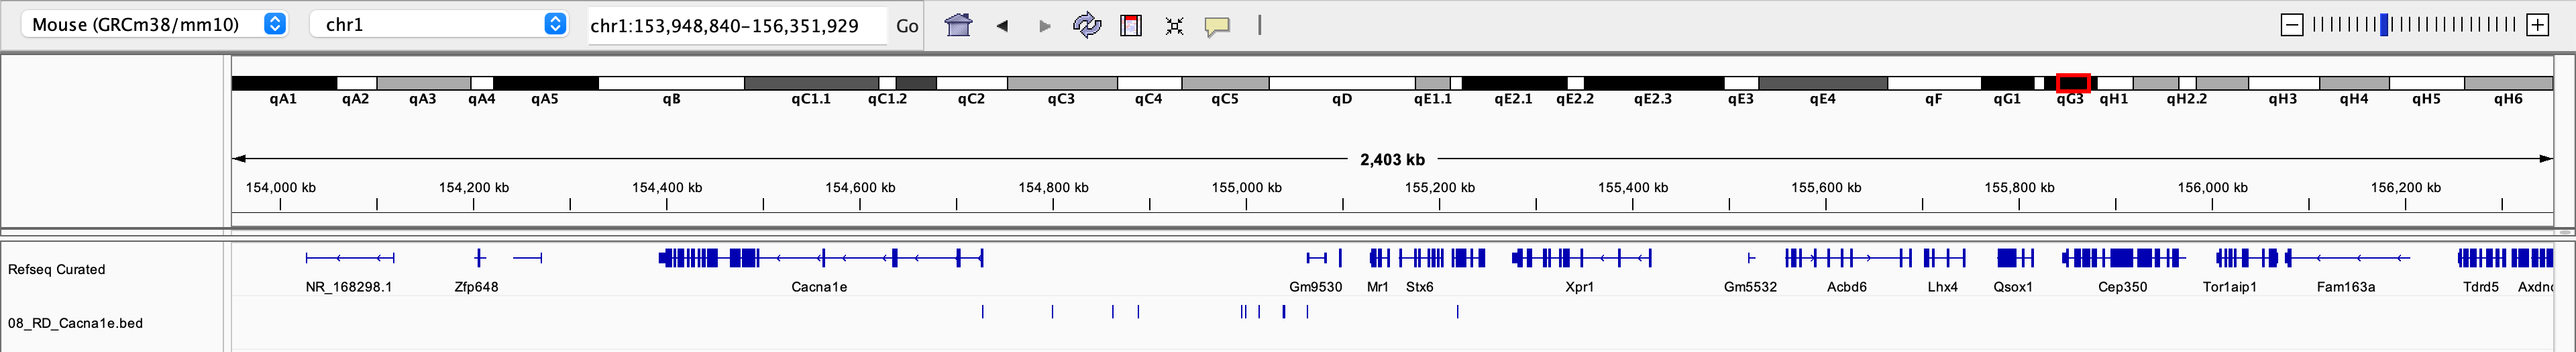 Mouse (GRCm38/mm10) chr1 chr1:153,948,840-156,351,929 Go
qA1 qA2 qA3 qA4 qA5 qB qC1.1 qC1.2 qC2 qC3 qC4 qC5 qD qE1.1 qE2.1 qE2.2 qE2.3 qE3 qE4 qF qG1 qG3 qH1 qH2.2 qH3 qH4 qH5 qH6
2,403 kb
154,000 kb 154,200 kb 154,400 kb 154,600 kb 154,800 kb 155,000 kb 155,200 kb 155,400 kb 155,600 kb 155,800 kb 156,000 kb 156,200 kb
Refseq Curated
NR_168298.1 Zfp648 Cacna1e Gm9530 Mr1 Stx6 Xpr1 Gm5532 Acbd6 Lhx4 Qsox1 Cep350 Tor1aip1 Fam163a Tdrd5 Axdnc
08_RD_Cacna1e.bed